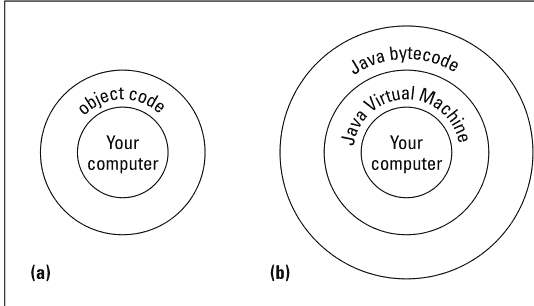 object code
Your
computer
(a)
Java bytecode
Java Virtual Machine
Your
computer
(b)